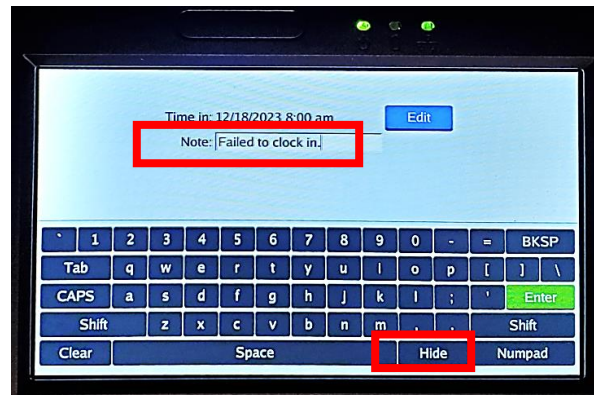 Time in: 12/18/2023 8:00 am Edit
Note: Failed to clock in.
` 1 2 3 4 5 6 7 8 9 0 - = BKSP
Tab q w e r t y u i o p [ ] \
CAPS a s d f g h j k l ; ' Enter
Shift z x c v b n m , . Shift
Clear Space Hide Numpad